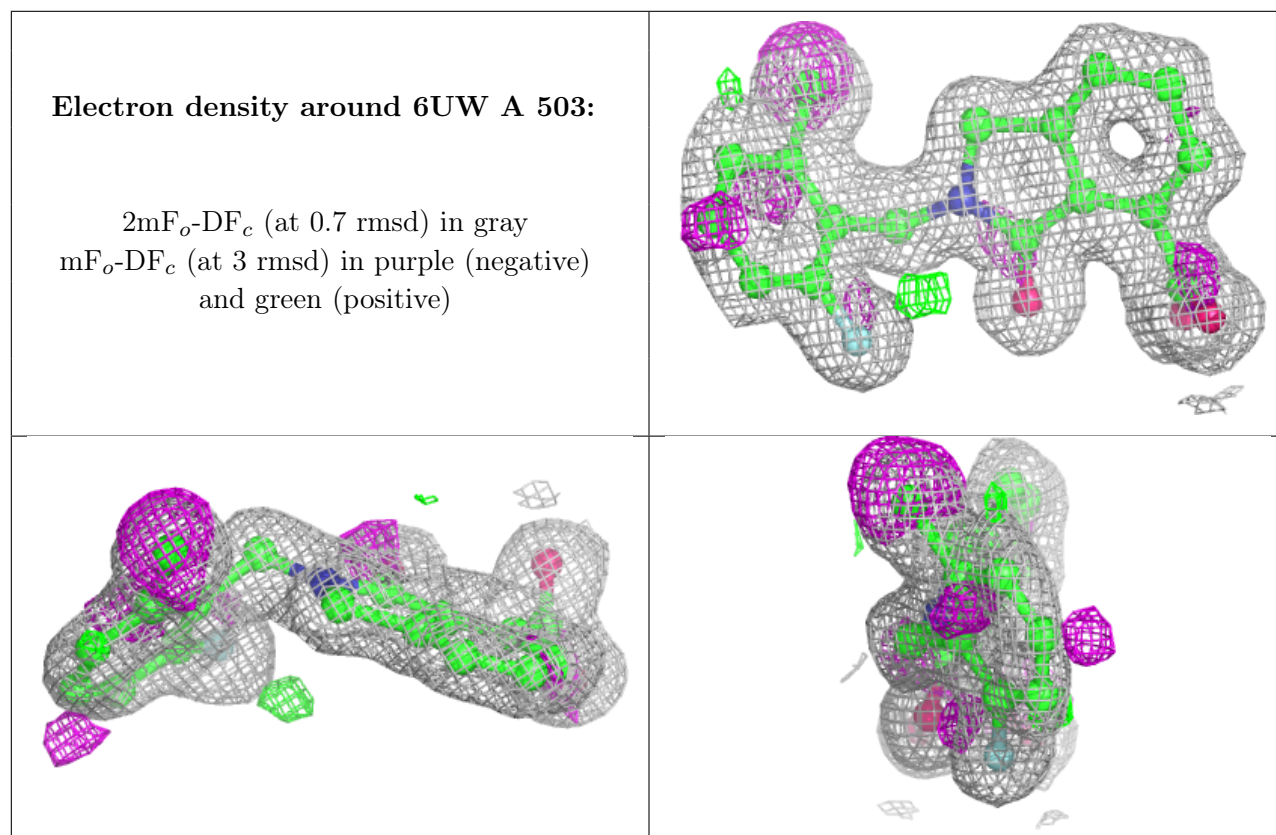 Electron density around 6UW A 503:
2mFo-DFc (at 0.7 rmsd) in gray
mFo-DFc (at 3 rmsd) in purple (negative)
and green (positive)